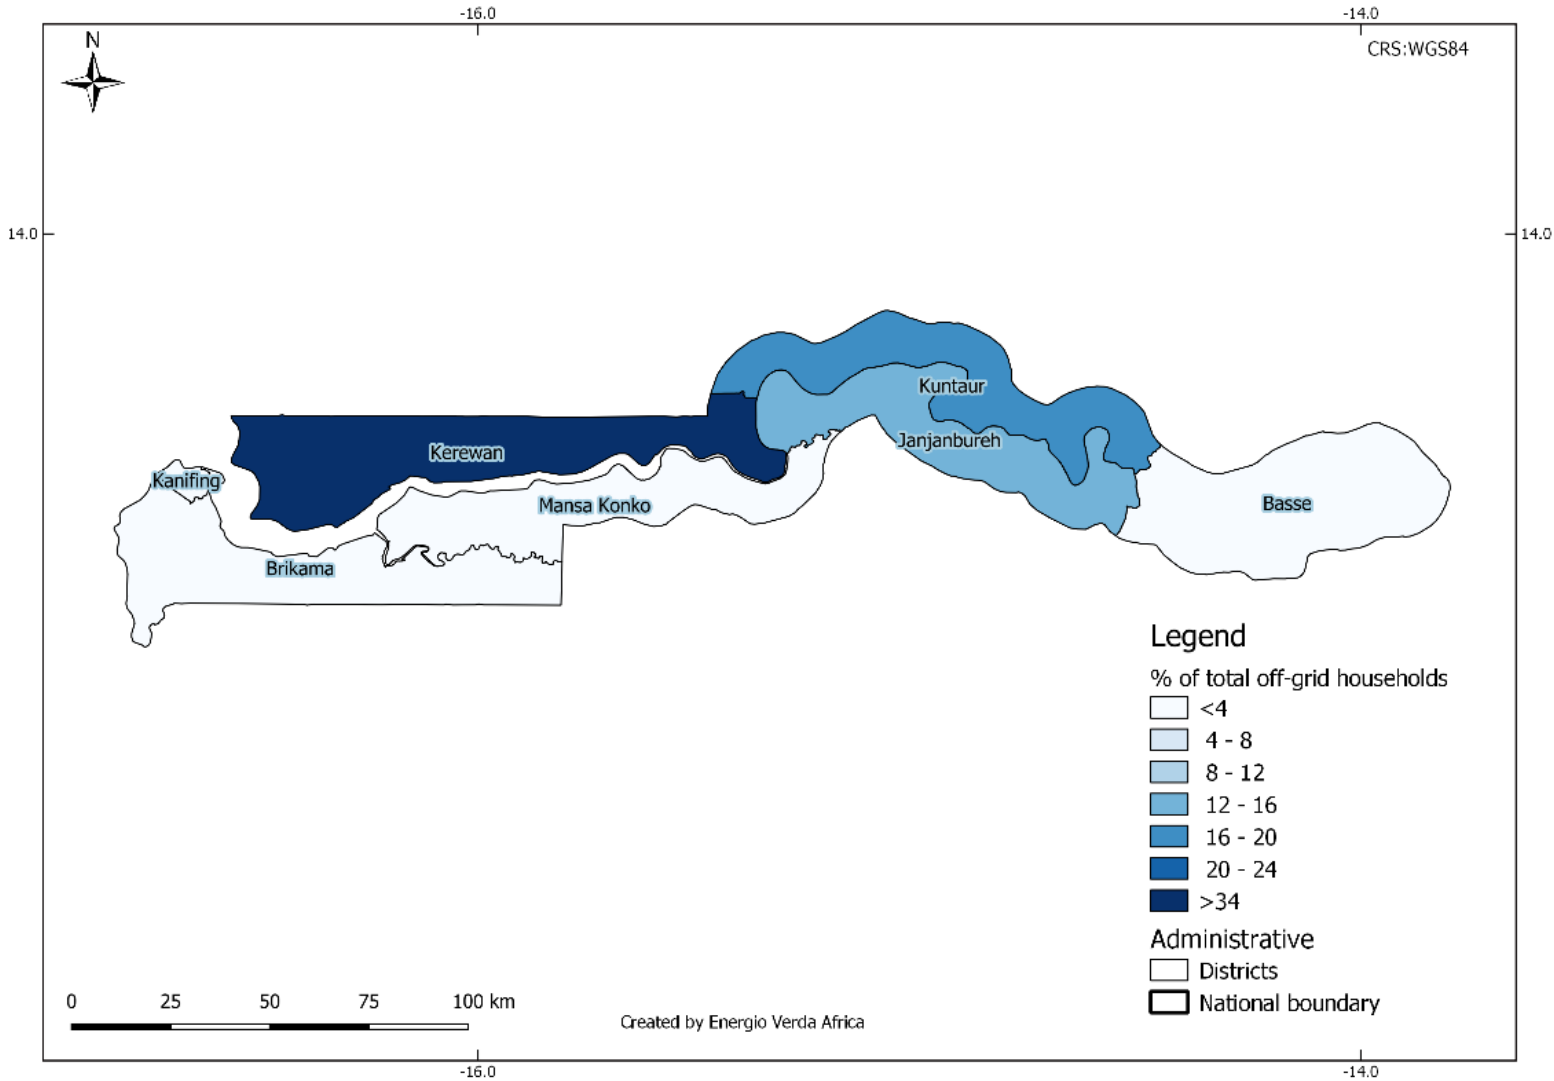 -16.0
-14.0
N
CRS:WGS84
14.0
14.0
Kuntaur
Janjanbureh
Kerewan
Kanifing
Mansa Konko
Basse
Brikama
Legend
% of total off-grid households
<4
4 - 8
8 - 12
12 - 16
16 - 20
20 - 24
>34
Administrative
Districts
National boundary
0 25 50 75 100 km
Created by Energio Verda Africa
-16.0
-14.0